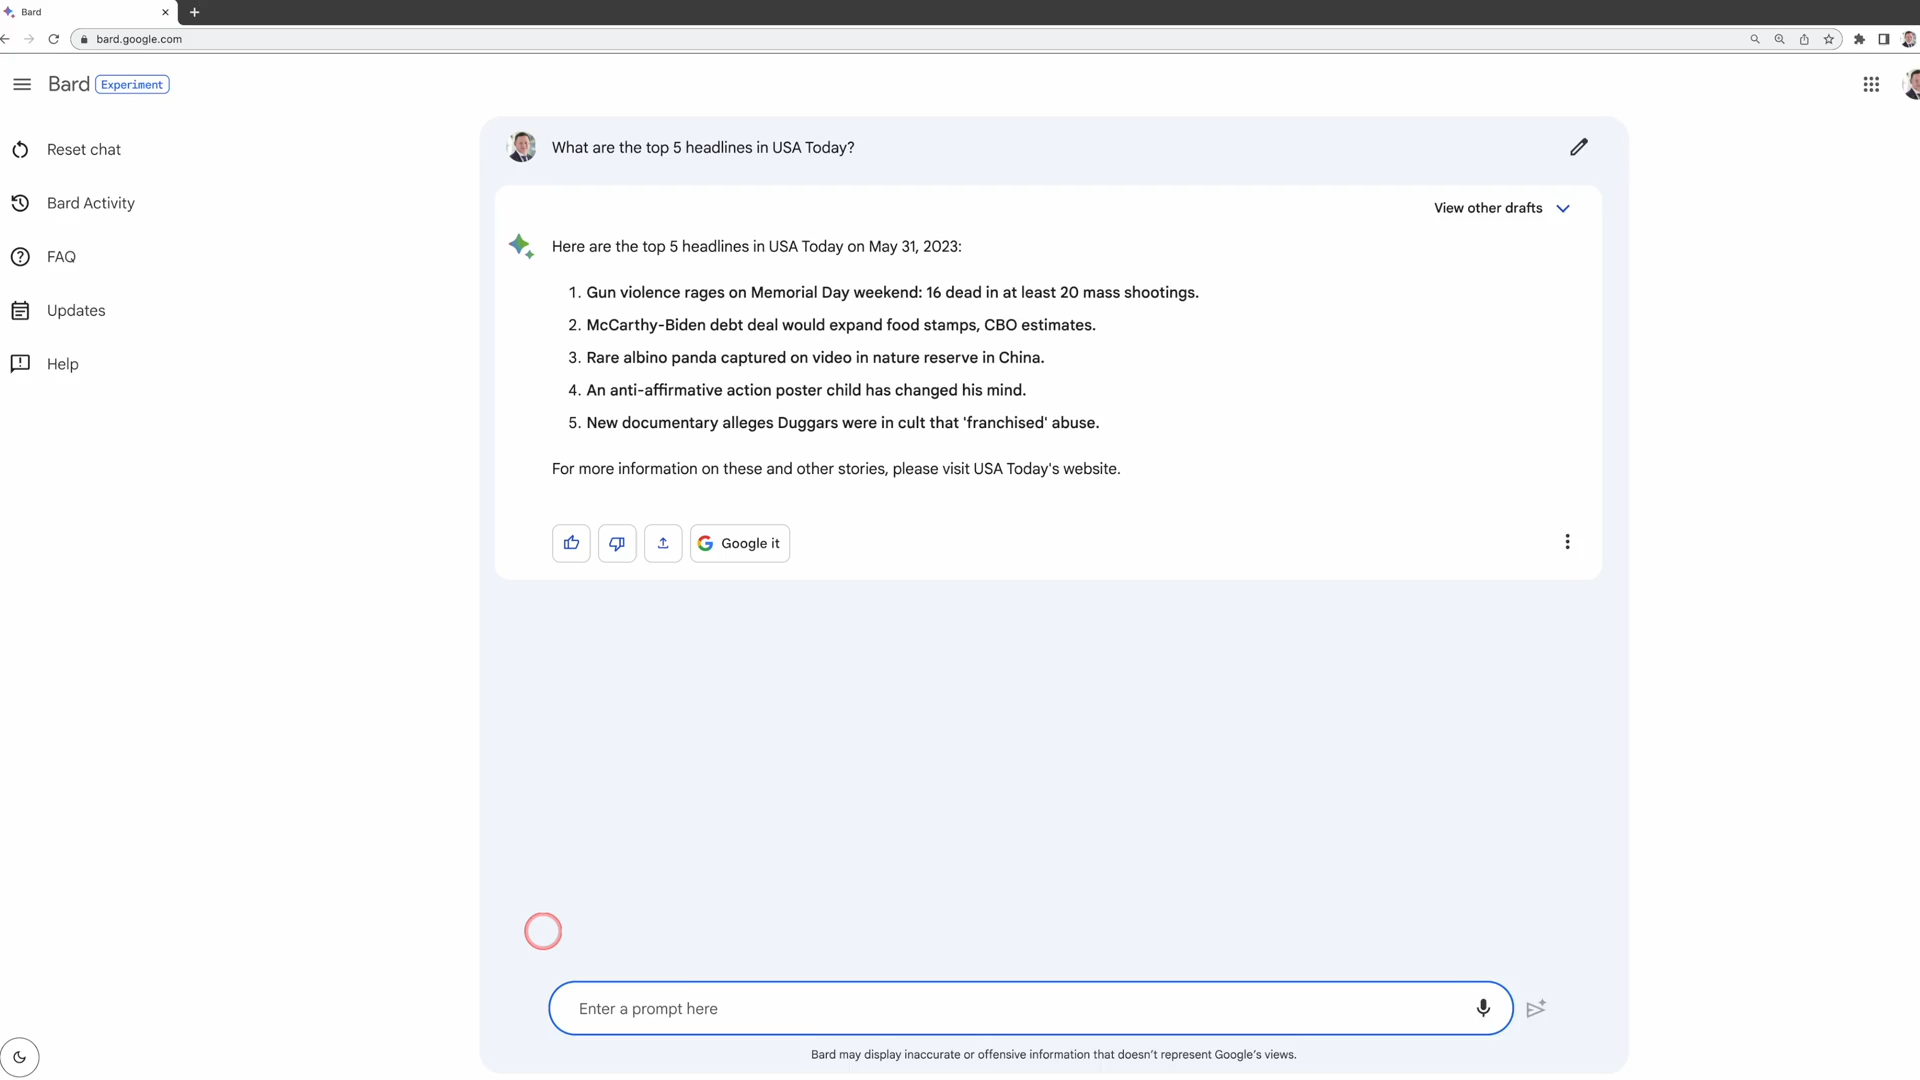 Bard
bard.google.com
Bard Experiment
Reset chat
Bard Activity
FAQ
Updates
Help
What are the top 5 headlines in USA Today?
View other drafts
Here are the top 5 headlines in USA Today on May 31, 2023:
1. Gun violence rages on Memorial Day weekend: 16 dead in at least 20 mass shootings.
2. McCarthy-Biden debt deal would expand food stamps, CBO estimates.
3. Rare albino panda captured on video in nature reserve in China.
4. An anti-affirmative action poster child has changed his mind.
5. New documentary alleges Duggars were in cult that 'franchised' abuse.
For more information on these and other stories, please visit USA Today's website.
Google it
Enter a prompt here
Bard may display inaccurate or offensive information that doesn't represent Google's views.